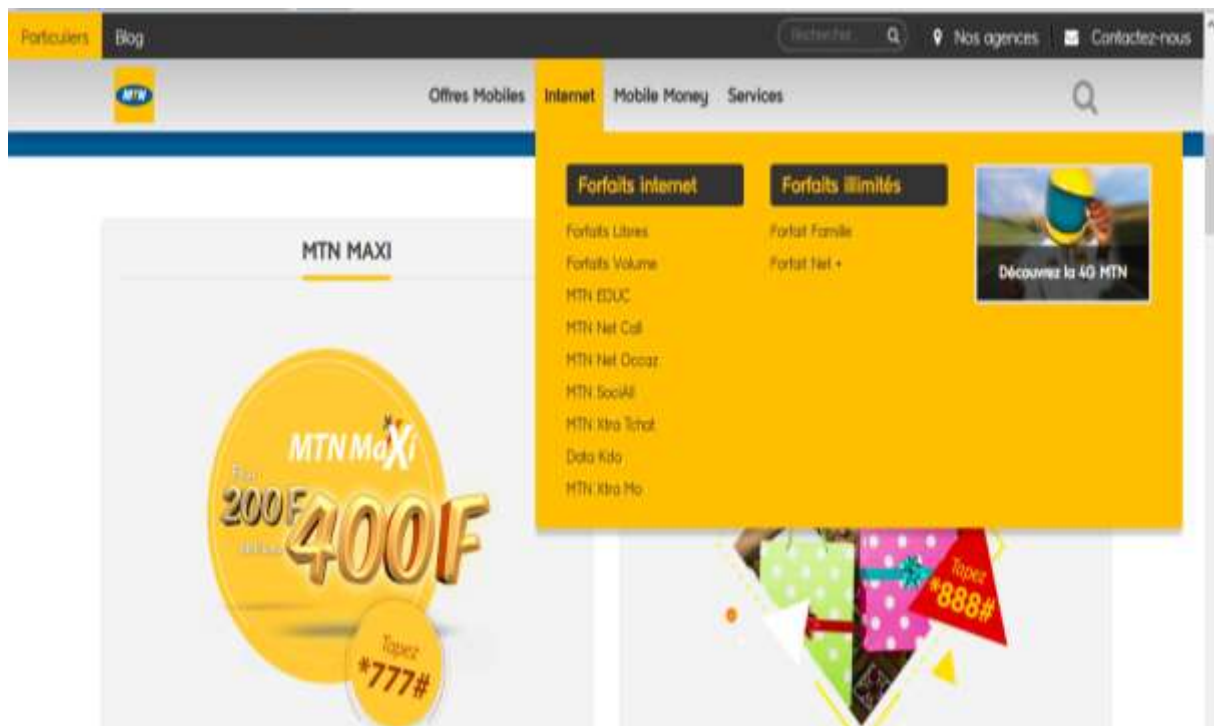 Particuliers Blog Rechercher... Nos agences Contactez-nous
MTN
Offres Mobiles Internet Mobile Money Services
Forfaits internet
Forfaits Libres
Forfaits Volume
MTN EDUC
MTN Net Call
MTN Net Occaz
MTN SociAll
MTN Xtra Tchat
Data Kdo
MTN Xtra Mo
Forfaits illimités
Forfait Famille
Forfait Net +
Découvrez la 4G MTN
MTN MAXI
MTN MaXi
Pour
200F
400F
Tapez
*777#
Tapez
*888#